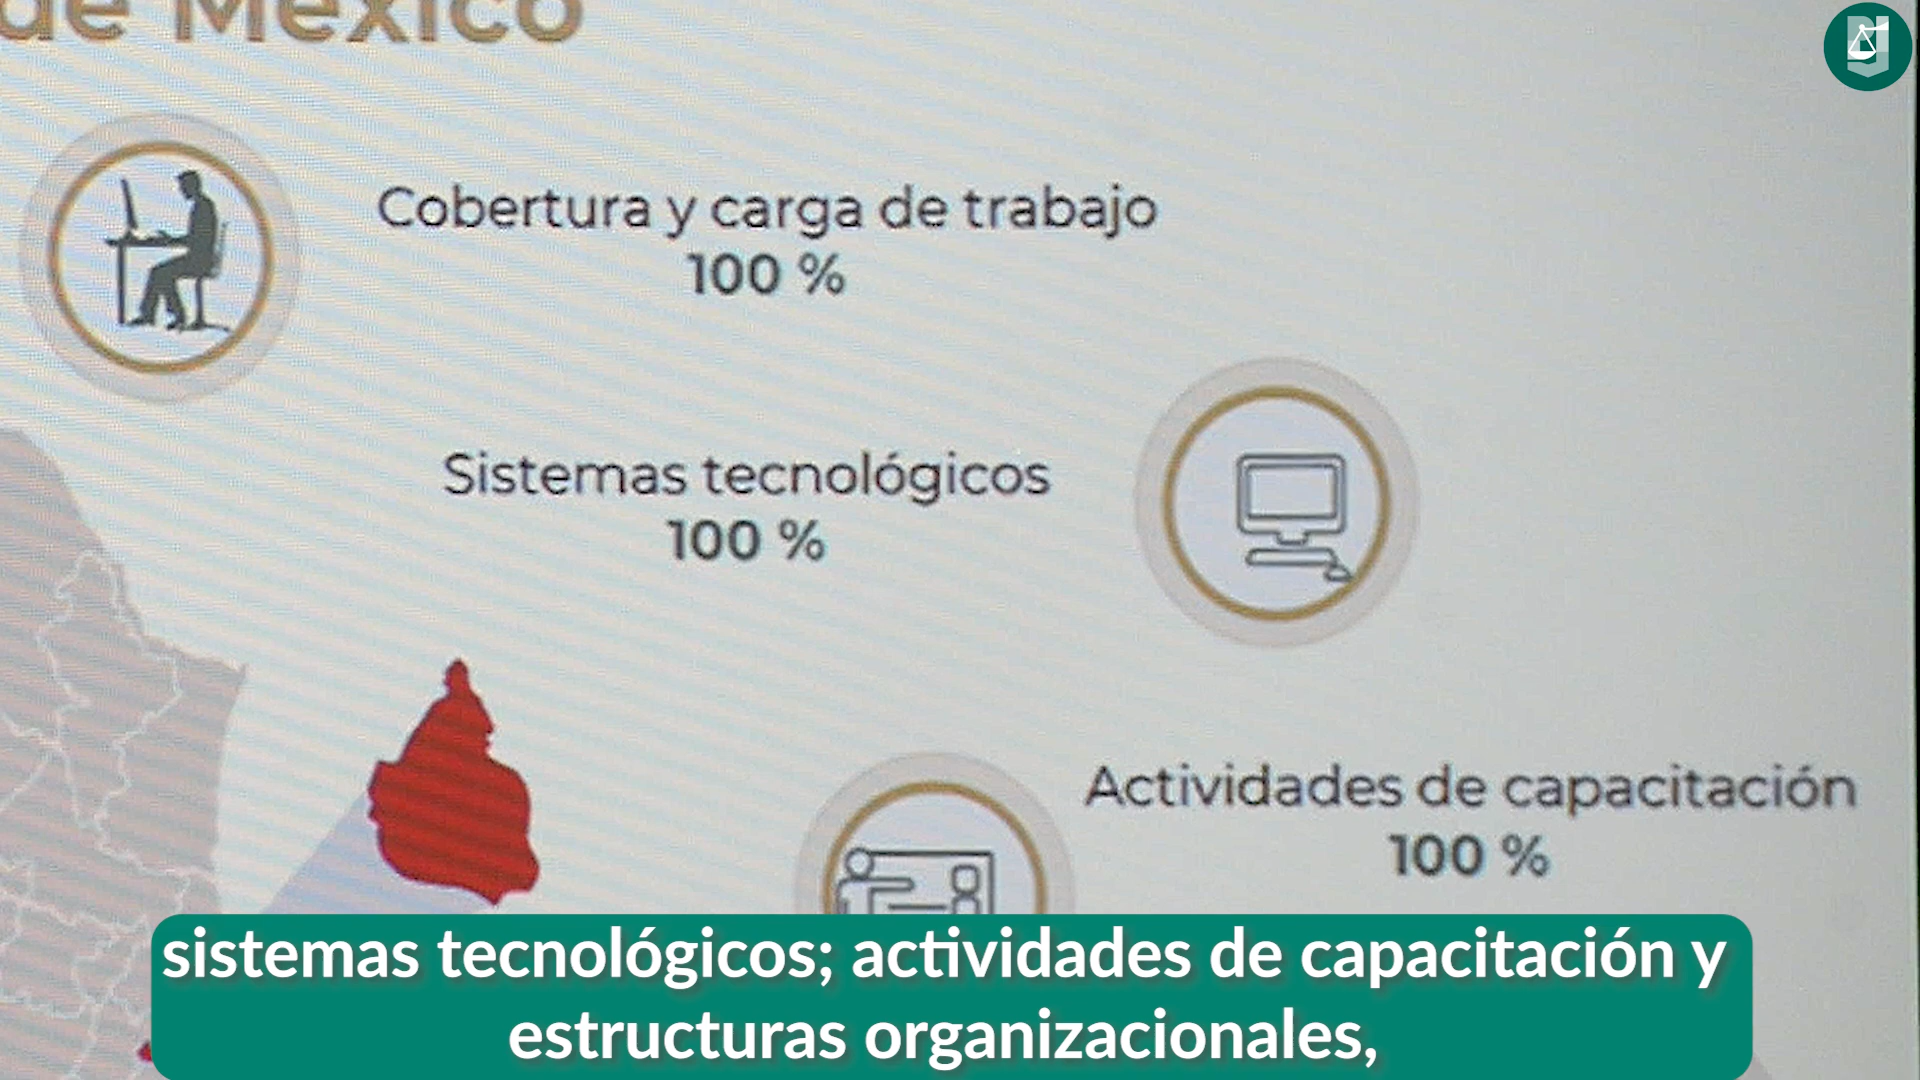 de México
Cobertura y carga de trabajo
100 %
Sistemas tecnológicos
100 %
Actividades de capacitación
100 %
sistemas tecnológicos; actividades de capacitación y
estructuras organizacionales,